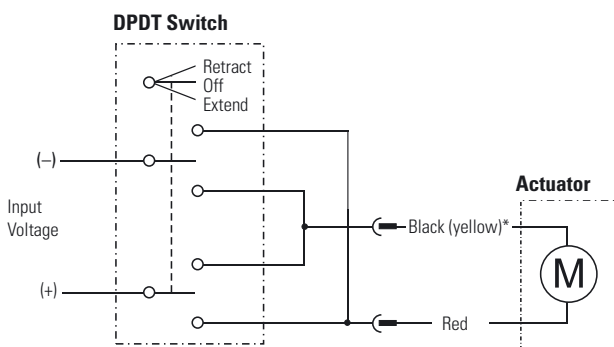 DPDT Switch
Retract
Off
Extend
(–)
Input
Voltage
(+)
Black (yellow)*
Red
Actuator
M